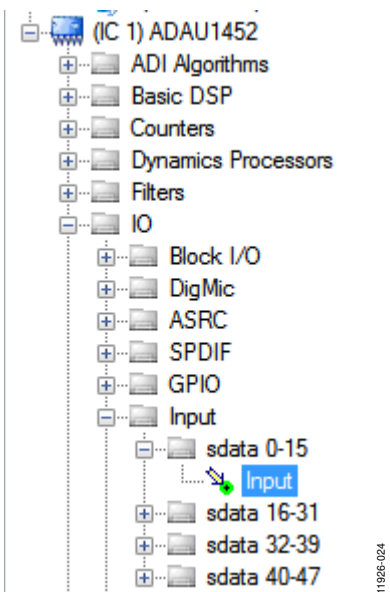 (IC 1) ADAU1452
ADI Algorithms
Basic DSP
Counters
Dynamics Processors
Filters
IO
Block I/O
DigMic
ASRC
SPDIF
GPIO
Input
sdata 0-15
Input
sdata 16-31
sdata 32-39
sdata 40-47
11926-024